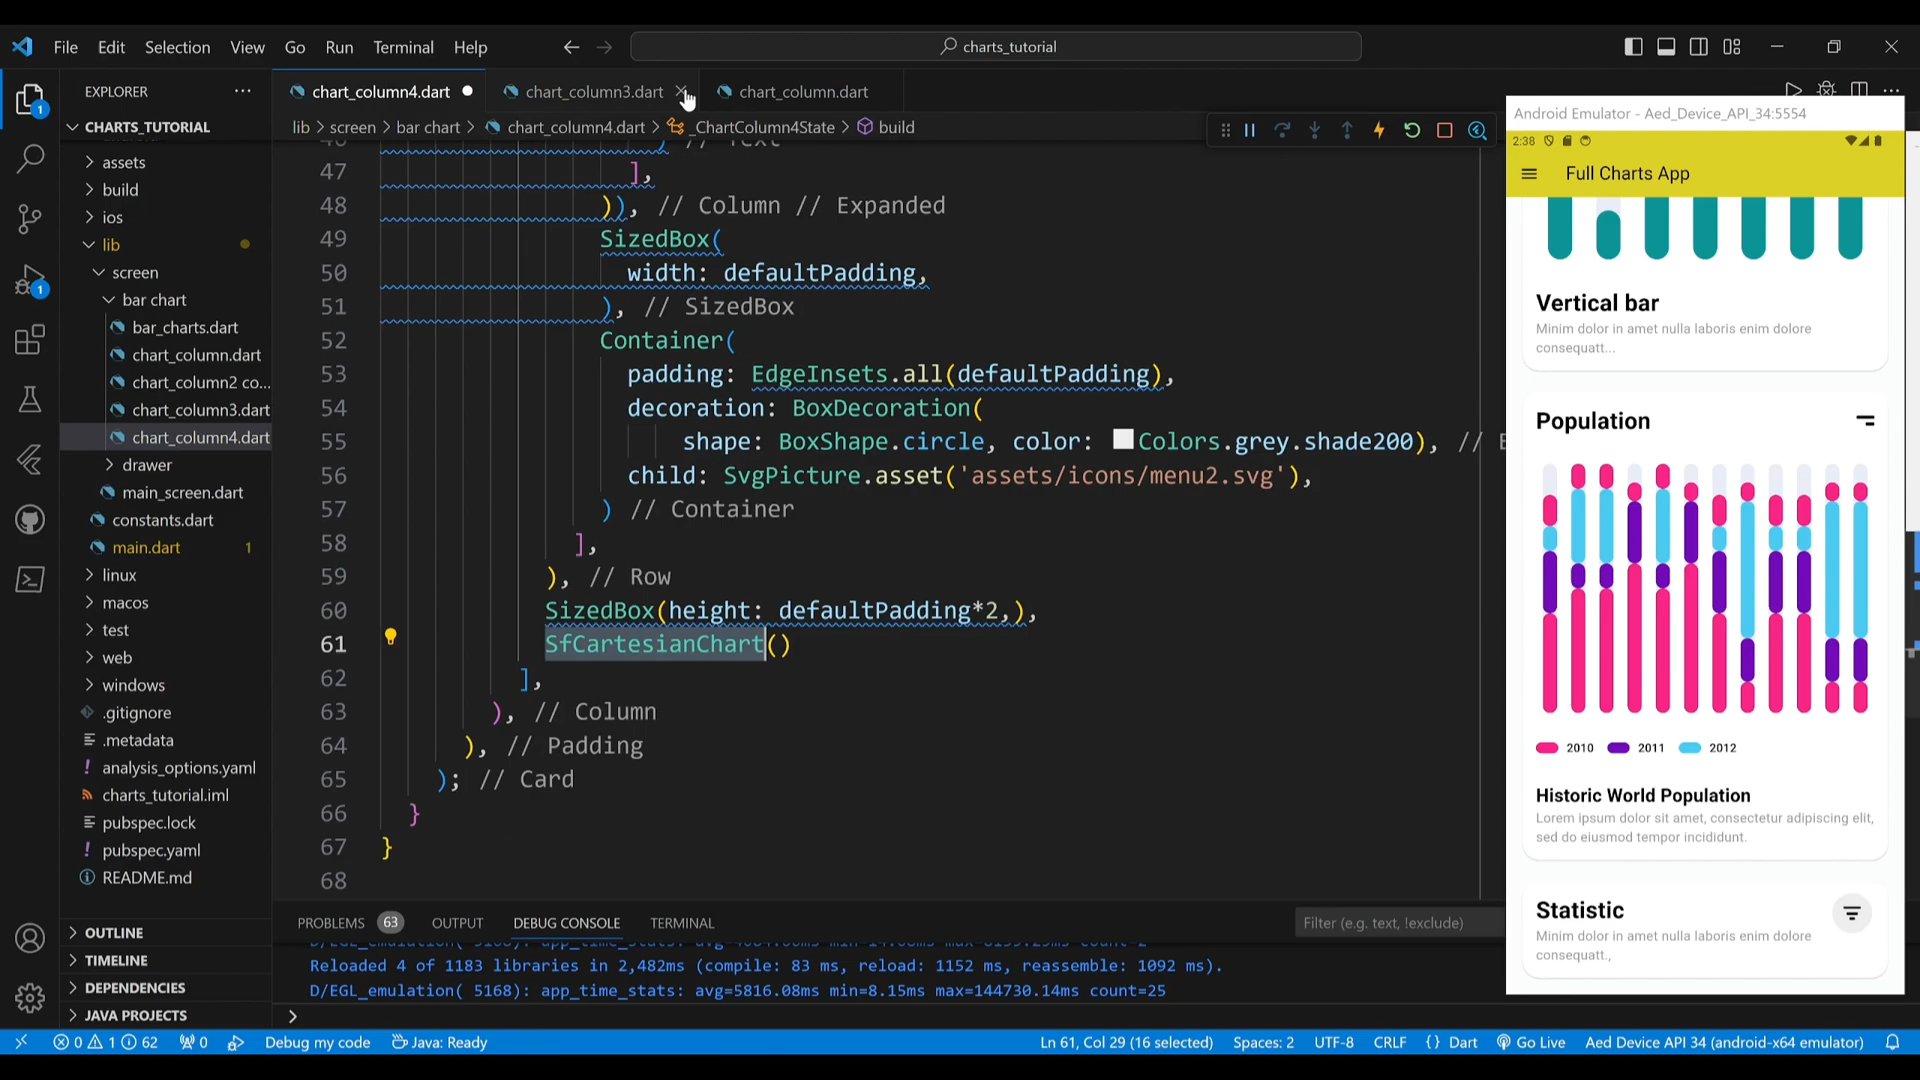 File Edit Selection View Go Run Terminal Help
charts_tutorial
EXPLORER
CHARTS_TUTORIAL
assets
build
ios
lib
screen
bar chart
bar_charts.dart
chart_column.dart
chart_column2 co...
chart_column3.dart
chart_column4.dart
drawer
main_screen.dart
constants.dart
main.dart 1
linux
macos
test
web
windows
.gitignore
.metadata
analysis_options.yaml
charts_tutorial.iml
pubspec.lock
pubspec.yaml
README.md
OUTLINE
TIMELINE
DEPENDENCIES
JAVA PROJECTS
1
1
chart_column4.dart chart_column3.dart chart_column.dart
lib > screen > bar chart > chart_column4.dart > _ChartColumn4State > build
46 ) // Text
47 ],
48 )), // Column // Expanded
49 SizedBox(
50 width: defaultPadding,
51 ), // SizedBox
52 Container(
53 padding: EdgeInsets.all(defaultPadding),
54 decoration: BoxDecoration(
55 shape: BoxShape.circle, color: Colors.grey.shade200), //
56 child: SvgPicture.asset('assets/icons/menu2.svg'),
57 ) // Container
58 ],
59 ), // Row
60 SizedBox(height: defaultPadding*2,),
61 SfCartesianChart()
62 ],
63 ), // Column
64 ), // Padding
65 ); // Card
66 }
67 }
68
PROBLEMS 63 OUTPUT DEBUG CONSOLE TERMINAL
Filter (e.g. text, !exclude)
Reloaded 4 of 1183 libraries in 2,482ms (compile: 83 ms, reload: 1152 ms, reassemble: 1092 ms).
D/EGL_emulation( 5168): app_time_stats: avg=5816.08ms min=8.15ms max=144730.14ms count=25
0 1 62 0 Debug my code Java: Ready
Ln 61, Col 29 (16 selected) Spaces: 2 UTF-8 CRLF {} Dart Go Live Aed Device API 34 (android-x64 emulator)
Android Emulator - Aed_Device_API_34:5554
2:38
Full Charts App
Vertical bar
Minim dolor in amet nulla laboris enim dolore
consequatt...
Population
2010 2011 2012
Historic World Population
Lorem ipsum dolor sit amet, consectetur adipiscing elit,
sed do eiusmod tempor incididunt.
Statistic
Minim dolor in amet nulla laboris enim dolore
consequatt.,